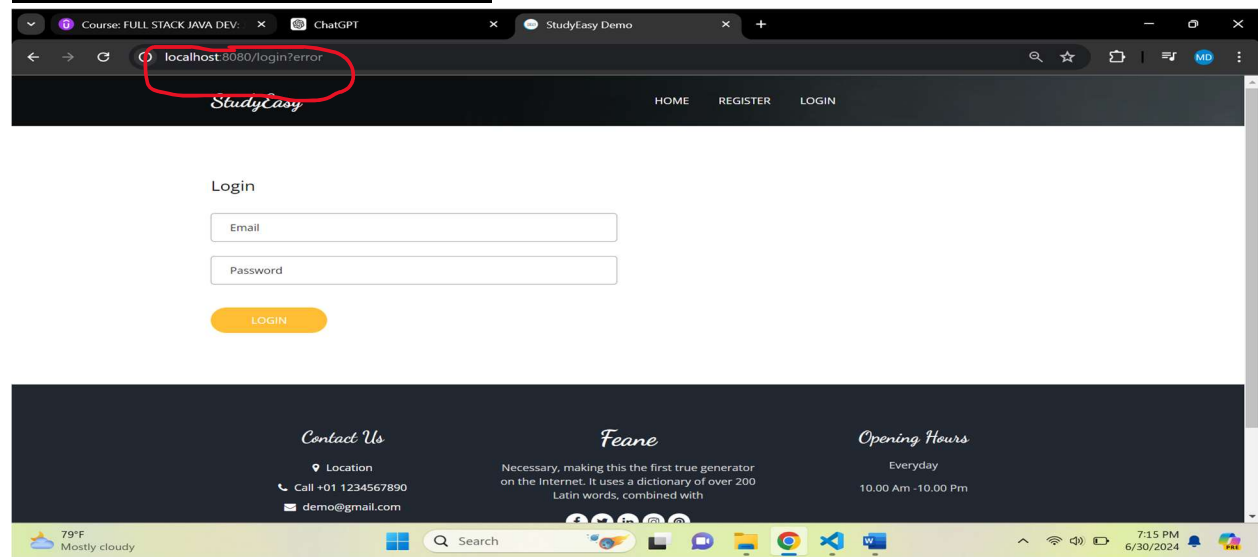 Course: FULL STACK JAVA DEV:
ChatGPT
StudyEasy Demo
localhost:8080/login?error
MD
StudyEasy
HOME REGISTER LOGIN
Login
Email
Password
LOGIN
Contact Us
Location
Call +01 1234567890
demo@gmail.com
Feane
Necessary, making this the first true generator
on the Internet. It uses a dictionary of over 200
Latin words, combined with
Opening Hours
Everyday
10.00 Am -10.00 Pm
79°F
Mostly cloudy
Search
7:15 PM
6/30/2024
PRE